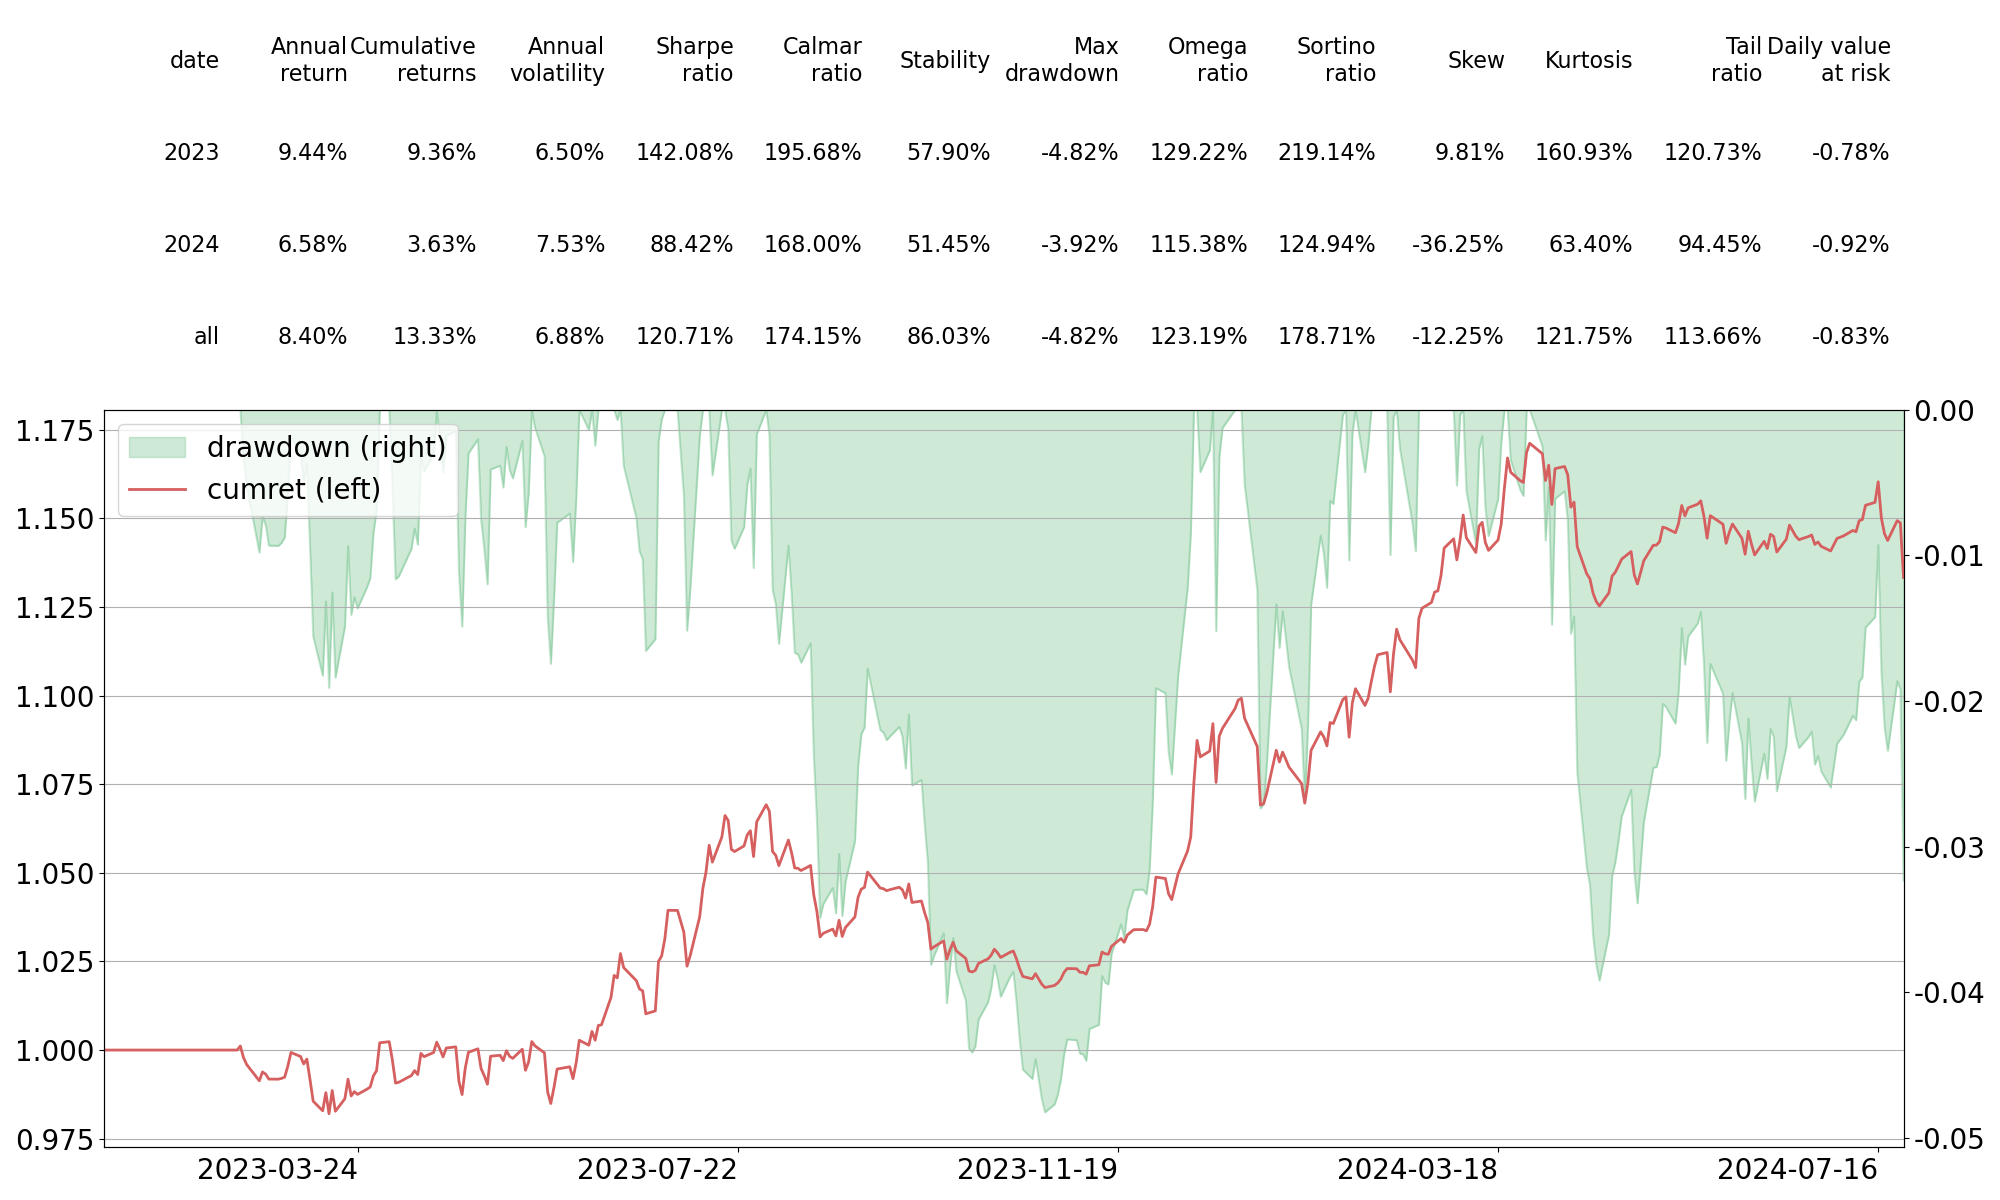 date Annual return Cumulative returns Annual volatility Sharpe ratio Calmar ratio Stability Max drawdown Omega ratio Sortino ratio Skew Kurtosis Tail ratio Daily value at risk
2023 9.44% 9.36% 6.50% 142.08% 195.68% 57.90% -4.82% 129.22% 219.14% 9.81% 160.93% 120.73% -0.78%
2024 6.58% 3.63% 7.53% 88.42% 168.00% 51.45% -3.92% 115.38% 124.94% -36.25% 63.40% 94.45% -0.92%
all 8.40% 13.33% 6.88% 120.71% 174.15% 86.03% -4.82% 123.19% 178.71% -12.25% 121.75% 113.66% -0.83%
drawdown (right)
cumret (left)
1.175
1.150
1.125
1.100
1.075
1.050
1.025
1.000
0.975
0.00
-0.01
-0.02
-0.03
-0.04
-0.05
2023-03-24 2023-07-22 2023-11-19 2024-03-18 2024-07-16